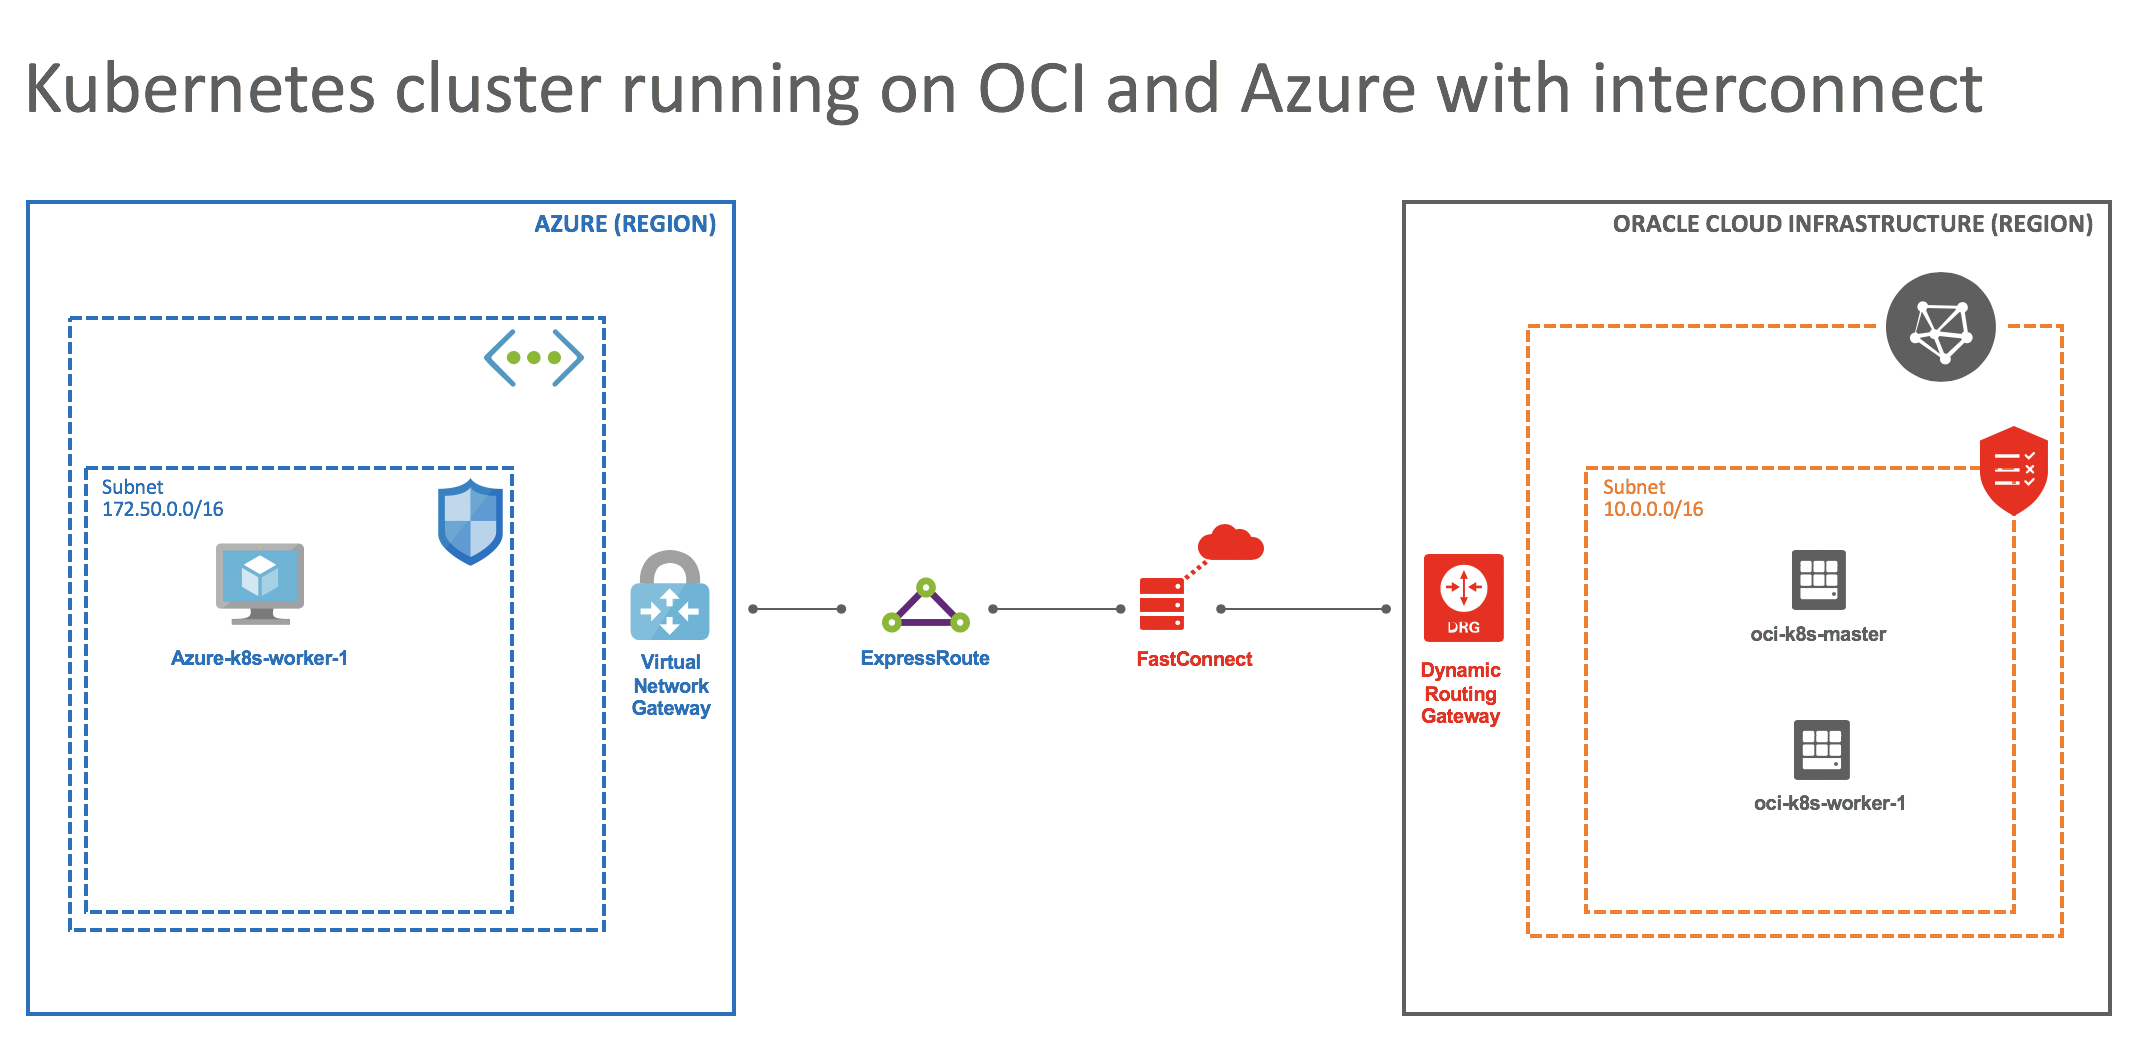 Kubernetes cluster running on OCI and Azure with interconnect
AZURE (REGION)
Subnet
172.50.0.0/16
Azure-k8s-worker-1
Virtual
Network
Gateway
ExpressRoute
FastConnect
ORACLE CLOUD INFRASTRUCTURE (REGION)
DRG
Dynamic
Routing
Gateway
Subnet
10.0.0.0/16
oci-k8s-master
oci-k8s-worker-1